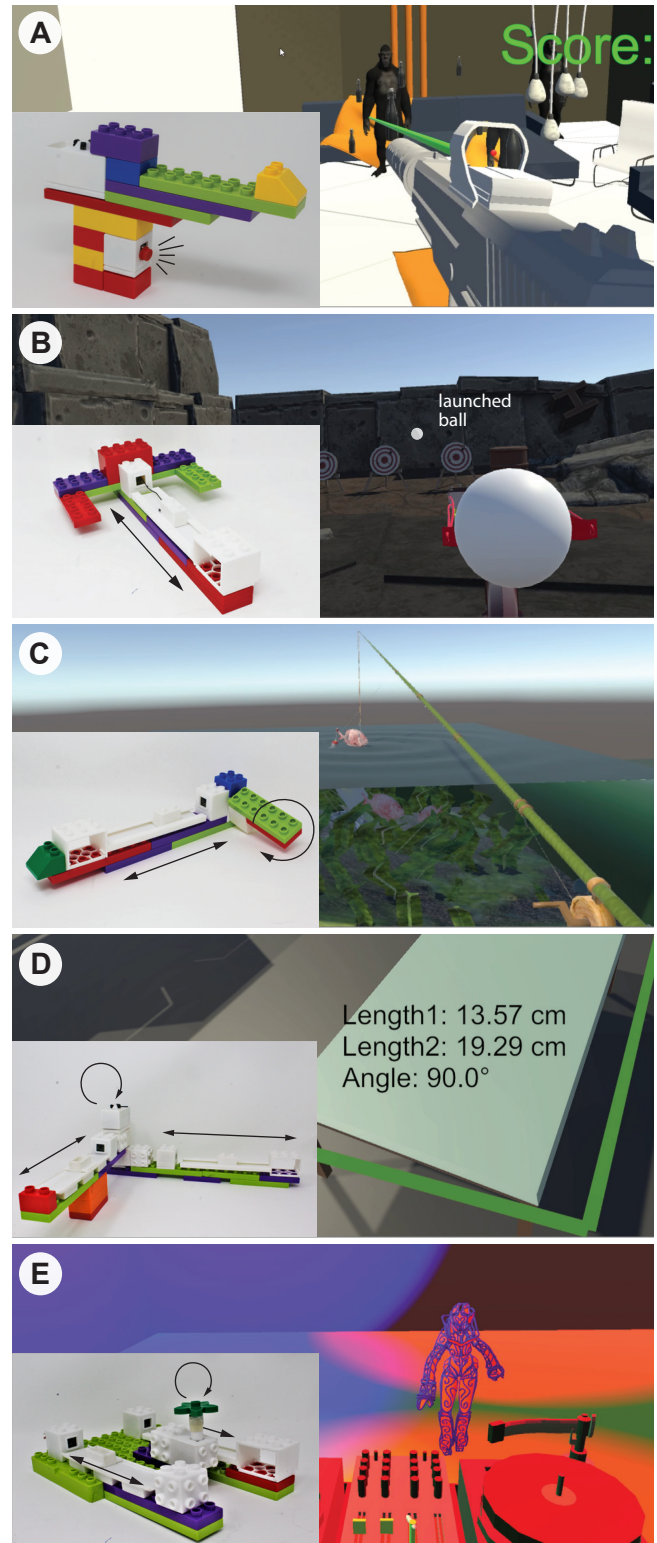 A
Score:
B
launched
ball
C
D
Length1: 13.57 cm
Length2: 19.29 cm
Angle: 90.0°
E